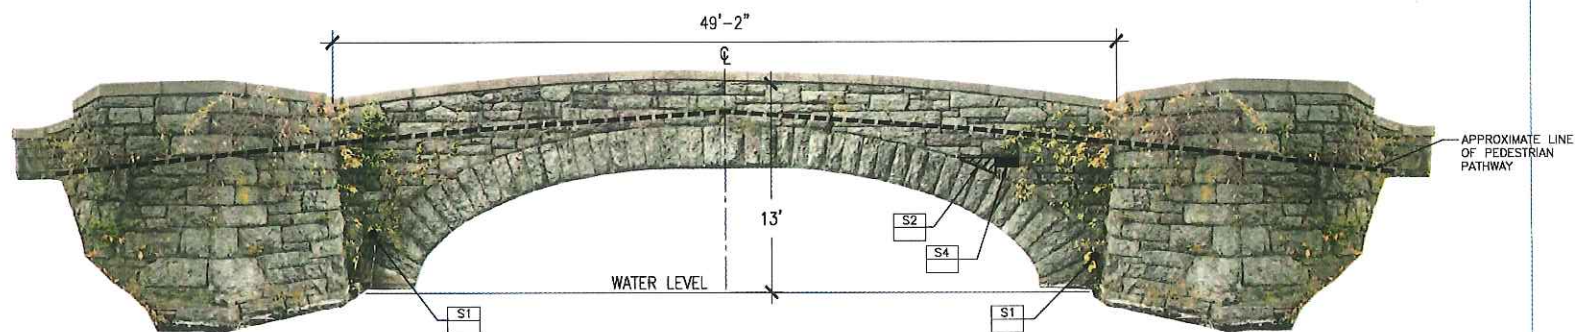 49'-2"
℄
APPROXIMATE LINE
OF PEDESTRIAN
PATHWAY
13'
S2
S4
WATER LEVEL
S1
S1